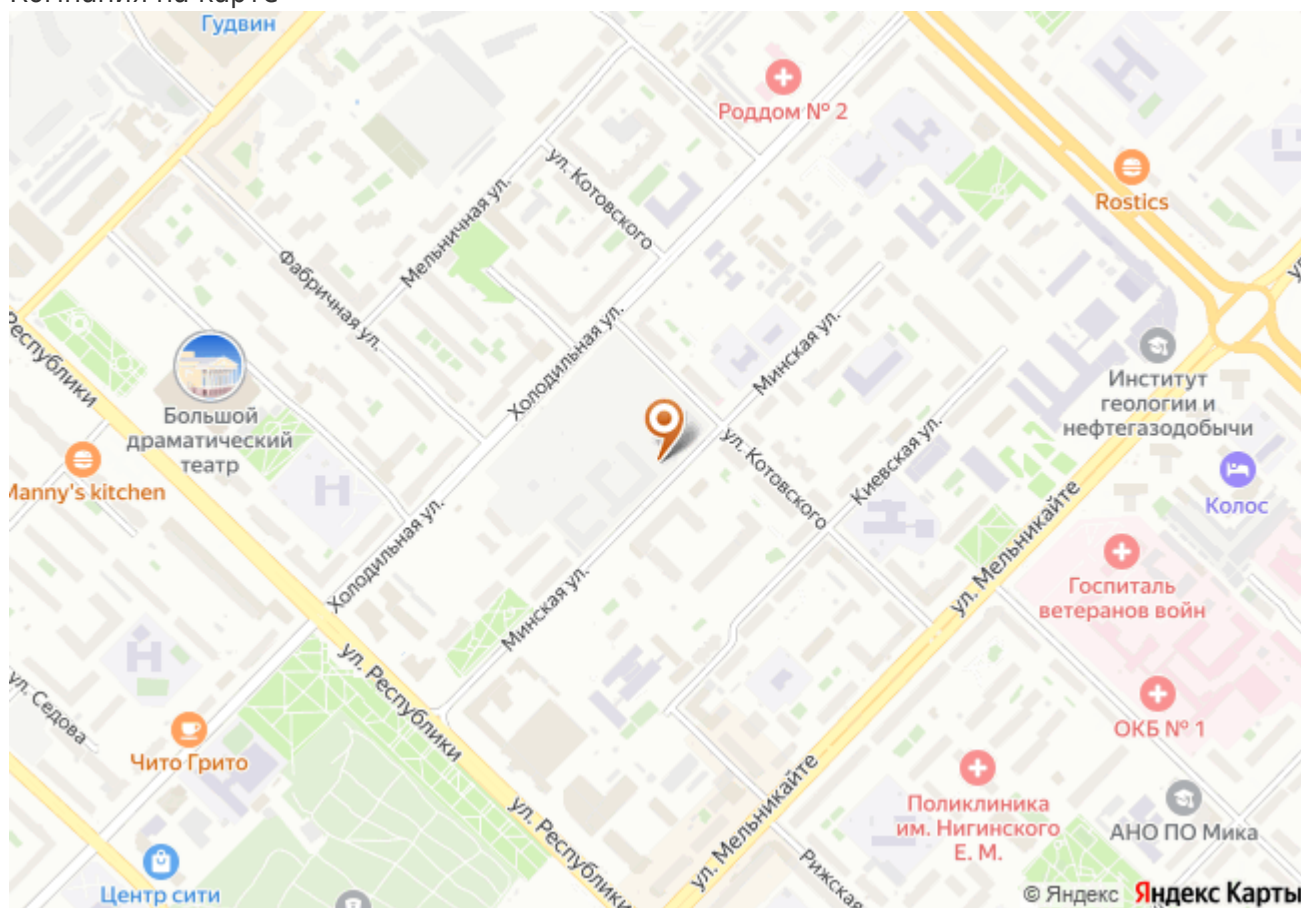 Компания на карте
Гудвин
Роддом № 2
ул. Котовского
Мельничная ул.
Rostics
Фабричная ул.
Республики
Холодильная ул.
Минская ул.
Большой
драматический
театр
Институт
геологии и
нефтегазодобычи
ул. Котовского
Киевская ул.
Manny's kitchen
Колос
Холодильная ул.
ул. Мельникайте
Госпиталь
ветеранов войн
Минская ул.
ул. Республики
ул. Седова
Чито Грито
ОКБ № 1
ул. Мельникайте
Поликлиника
им. Нигинского
Е. М.
АНО ПО Мика
ул. Республики
Рижская
Центр сити
© Яндекс Яндекс Карты